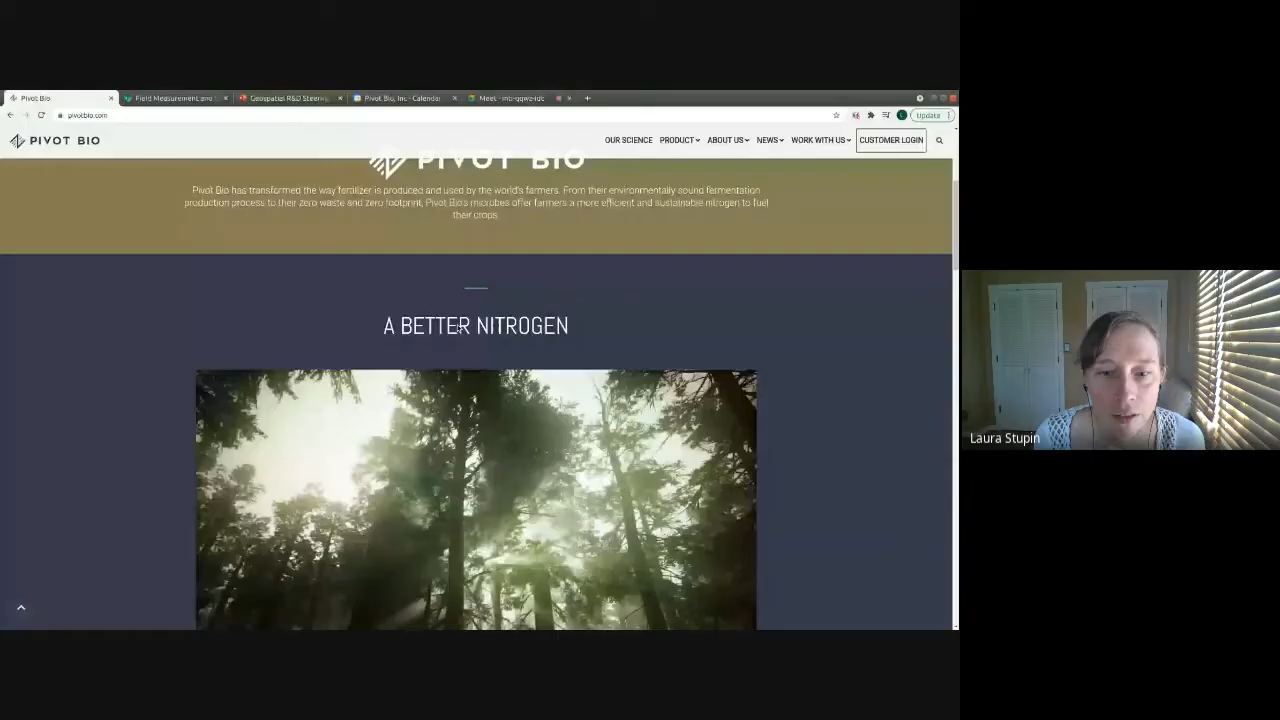 Pivot Bio
Field Measurement and
Geospatial R&D Steering
Pivot Bio, Inc - Calendar
pivotbio.com
Update
PIVOT BIO
OUR SCIENCE
PRODUCT
ABOUT US
NEWS
WORK WITH US
CUSTOMER LOGIN
PIVOT BIO
Pivot Bio has transformed the way fertilizer is produced and used by the world's farmers. From their environmentally sound fermentation
production process to their zero waste and zero footprint, Pivot Bio's microbes offer farmers a more efficient and sustainable nitrogen to fuel
their crops.
A BETTER NITROGEN
Laura Stupin